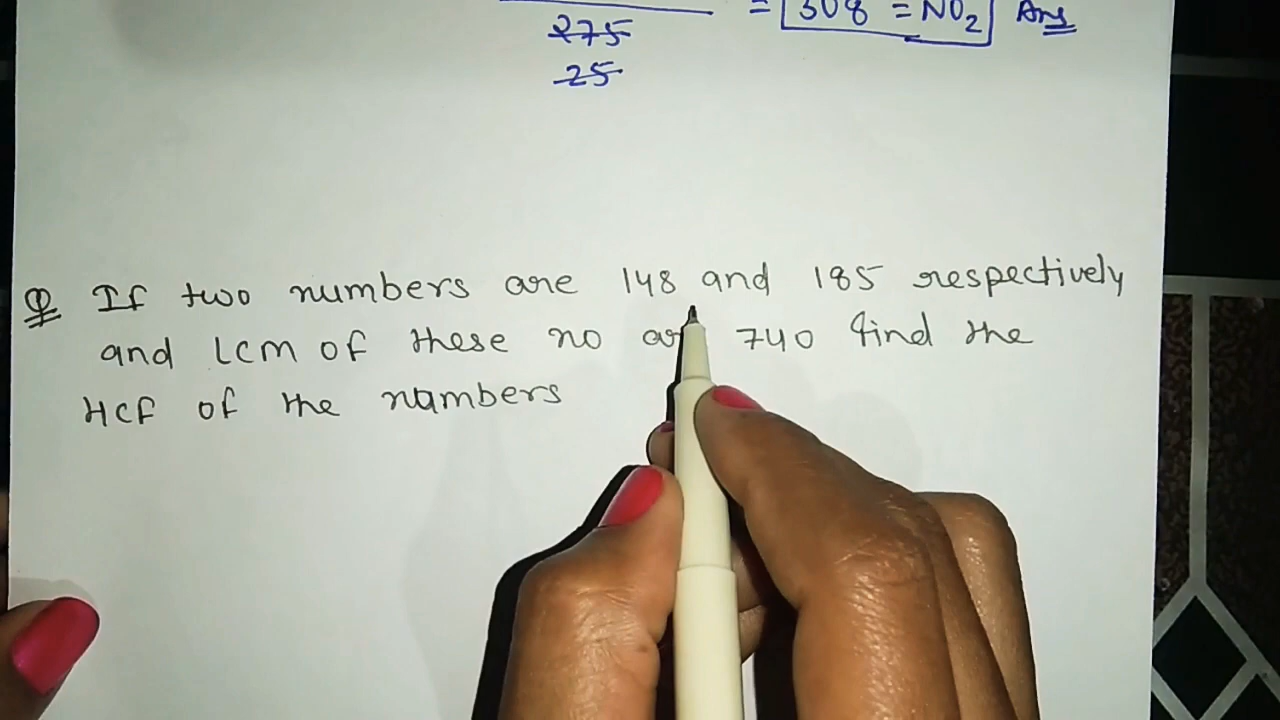 = 308 = NO2 Ans
275
25
Q If two numbers are 148 and 185 respectively
and LCM of these no ar 740 find the
HCF of the numbers